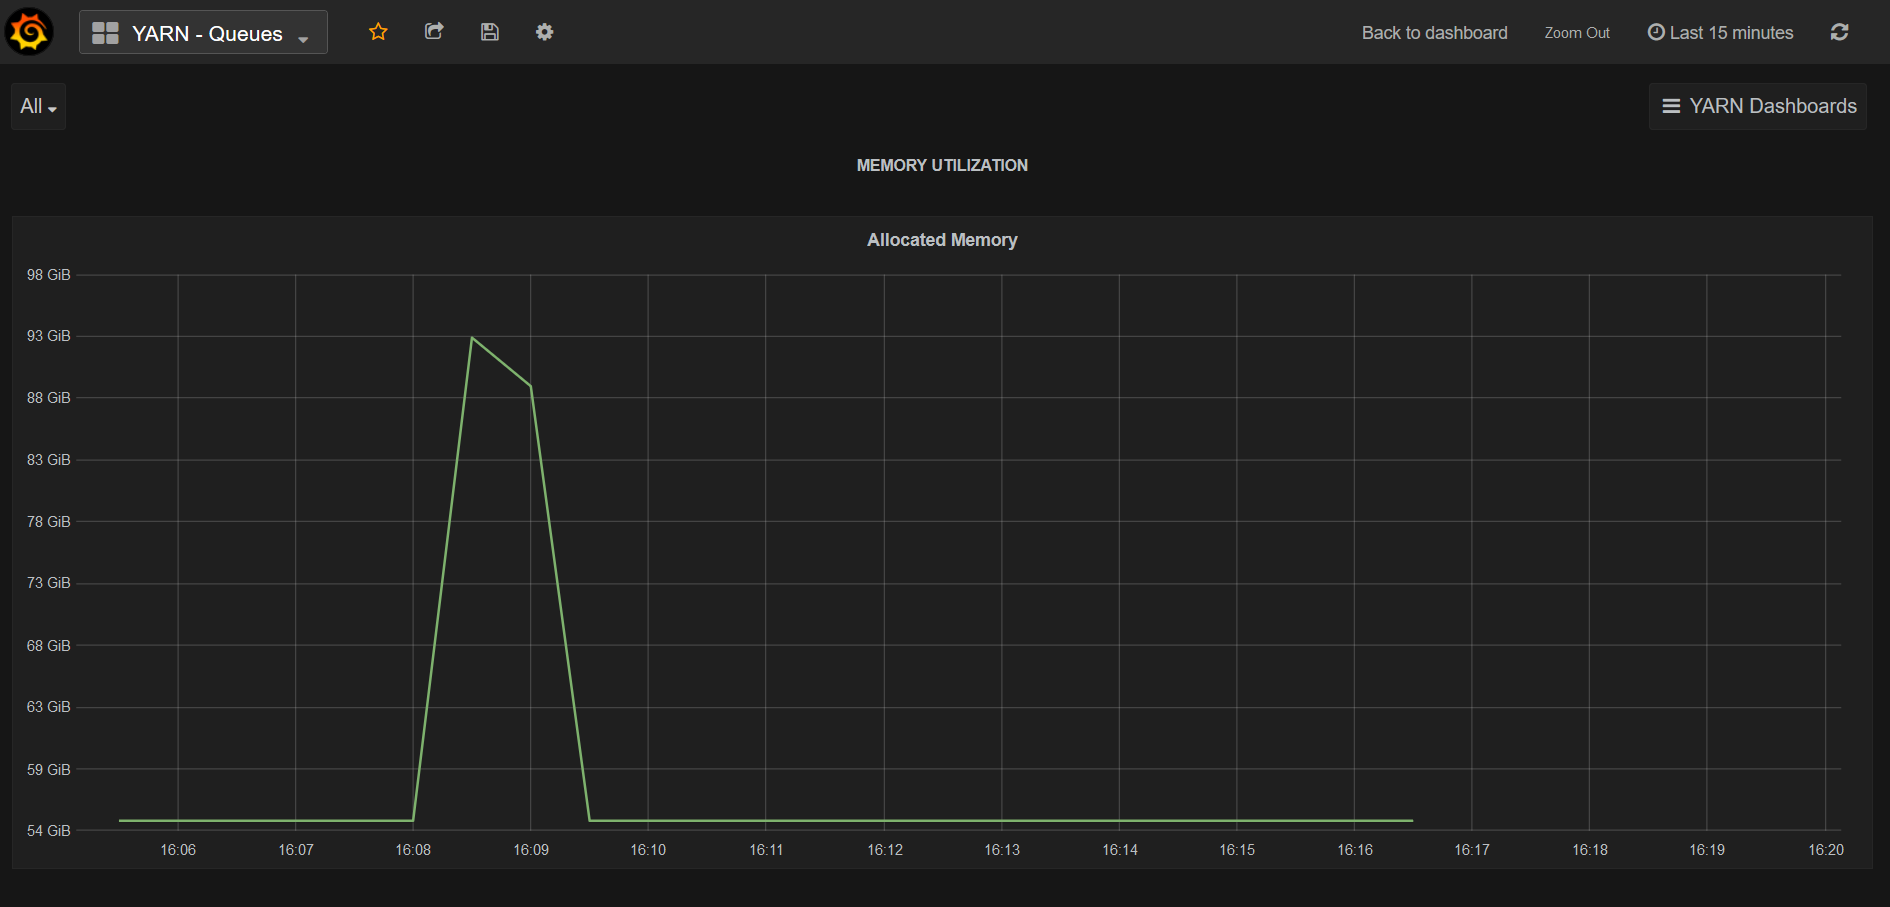 YARN - Queues Back to dashboard Zoom Out Last 15 minutes
All YARN Dashboards
MEMORY UTILIZATION
Allocated Memory
98 GiB
93 GiB
88 GiB
83 GiB
78 GiB
73 GiB
68 GiB
63 GiB
59 GiB
54 GiB
16:06 16:07 16:08 16:09 16:10 16:11 16:12 16:13 16:14 16:15 16:16 16:17 16:18 16:19 16:20